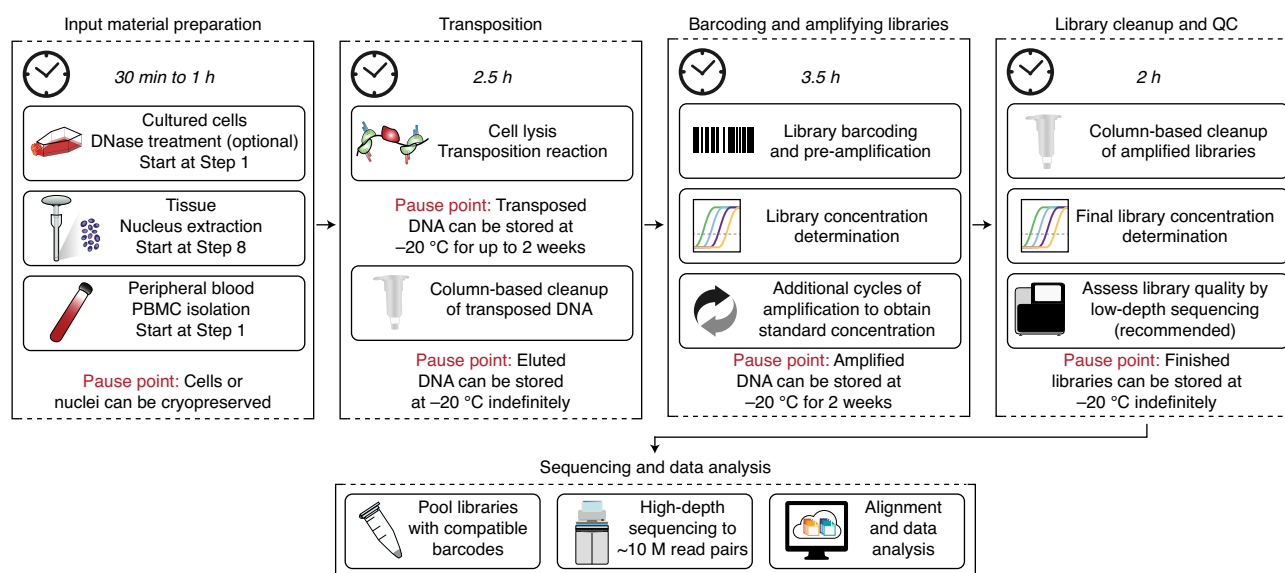 Input material preparation
30 min to 1 h
Cultured cells
DNase treatment (optional)
Start at Step 1
Tissue
Nucleus extraction
Start at Step 8
Peripheral blood
PBMC isolation
Start at Step 1
Pause point: Cells or
nuclei can be cryopreserved
Transposition
2.5 h
Cell lysis
Transposition reaction
Pause point: Transposed
DNA can be stored at
–20 °C for up to 2 weeks
Column-based cleanup
of transposed DNA
Pause point: Eluted
DNA can be stored
at –20 °C indefinitely
Barcoding and amplifying libraries
3.5 h
Library barcoding
and pre-amplification
Library concentration
determination
Additional cycles of
amplification to obtain
standard concentration
Pause point: Amplified
DNA can be stored at
–20 °C for 2 weeks
Library cleanup and QC
2 h
Column-based cleanup
of amplified libraries
Final library concentration
determination
Assess library quality by
low-depth sequencing
(recommended)
Pause point: Finished
libraries can be stored at
–20 °C indefinitely
Sequencing and data analysis
Pool libraries
with compatible
barcodes
High-depth
sequencing to
~10 M read pairs
Alignment
and data
analysis